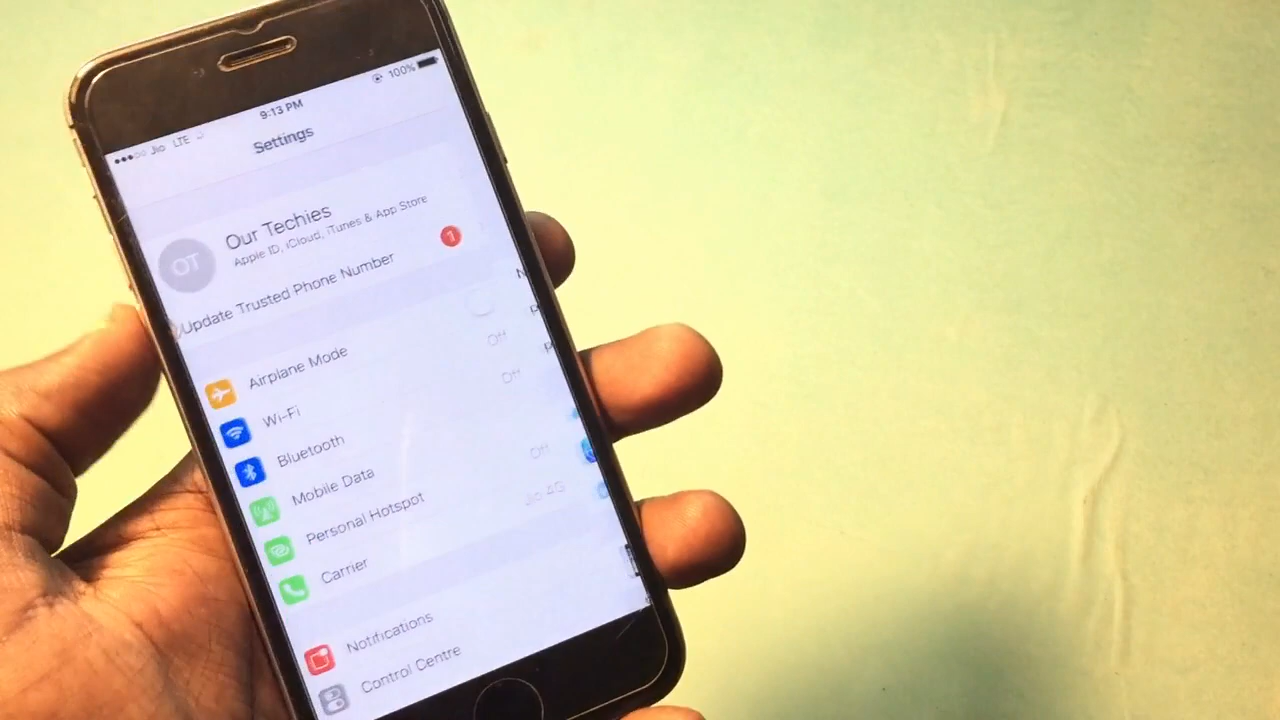 ●●●○○ Jio LTE 9:13 PM 100%
Settings
OT
Our Techies
Apple ID, iCloud, iTunes & App Store
Update Trusted Phone Number
1
Airplane Mode
Wi-Fi Off
Bluetooth Off
Mobile Data
Personal Hotspot Off
Carrier Jio 4G
Notifications
Control Centre